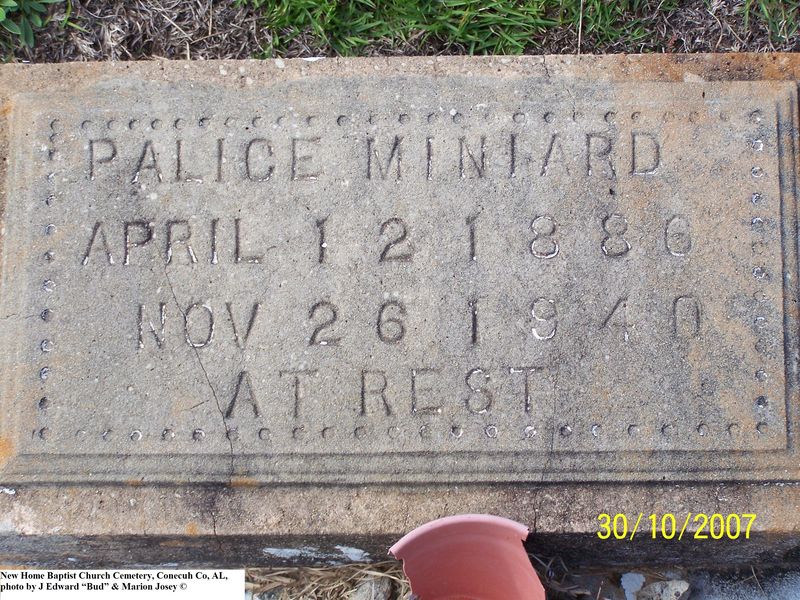 PALICE MINIARD
APRIL 12 1886
NOV 26 1940
AT REST
30/10/2007
New Home Baptist Church Cemetery, Conecuh Co, AL,
photo by J Edward “Bud” & Marion Josey ©